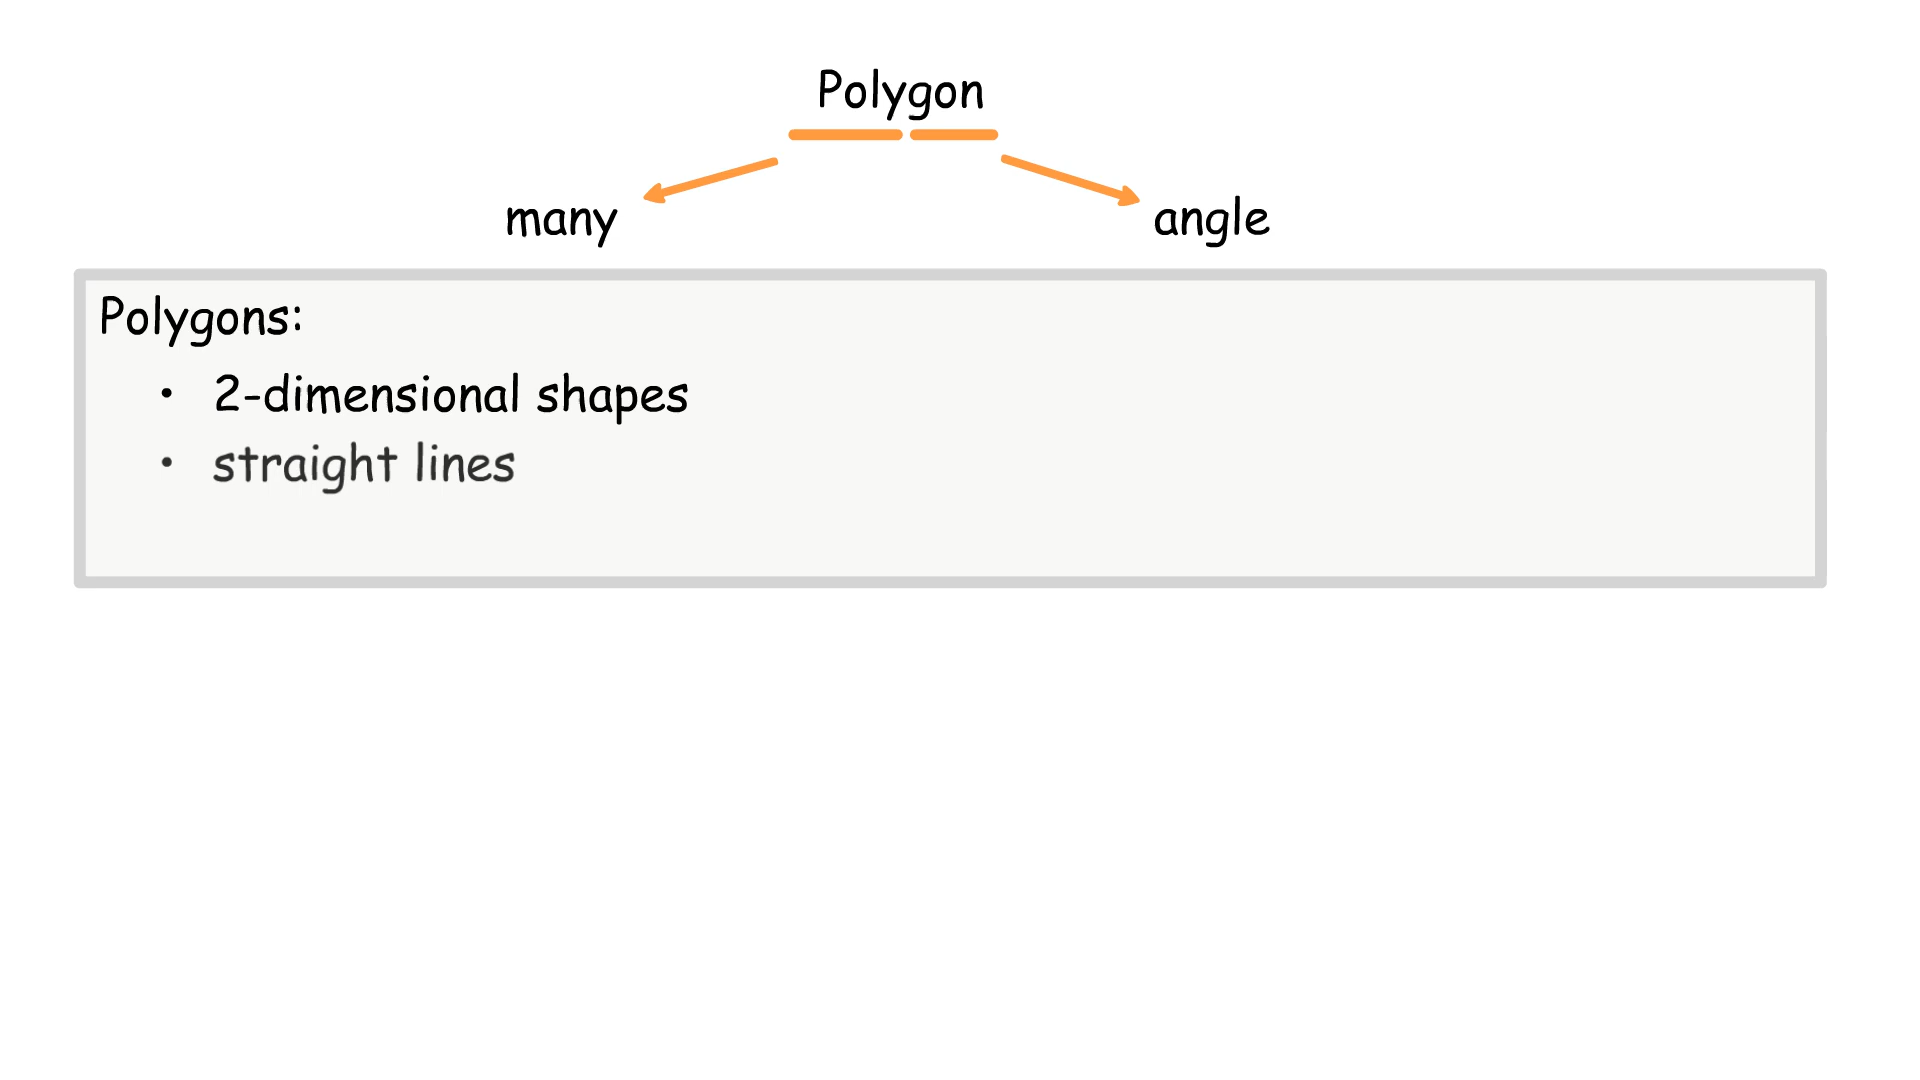 Polygon
many angle
Polygons:
• 2-dimensional shapes
• straight lines